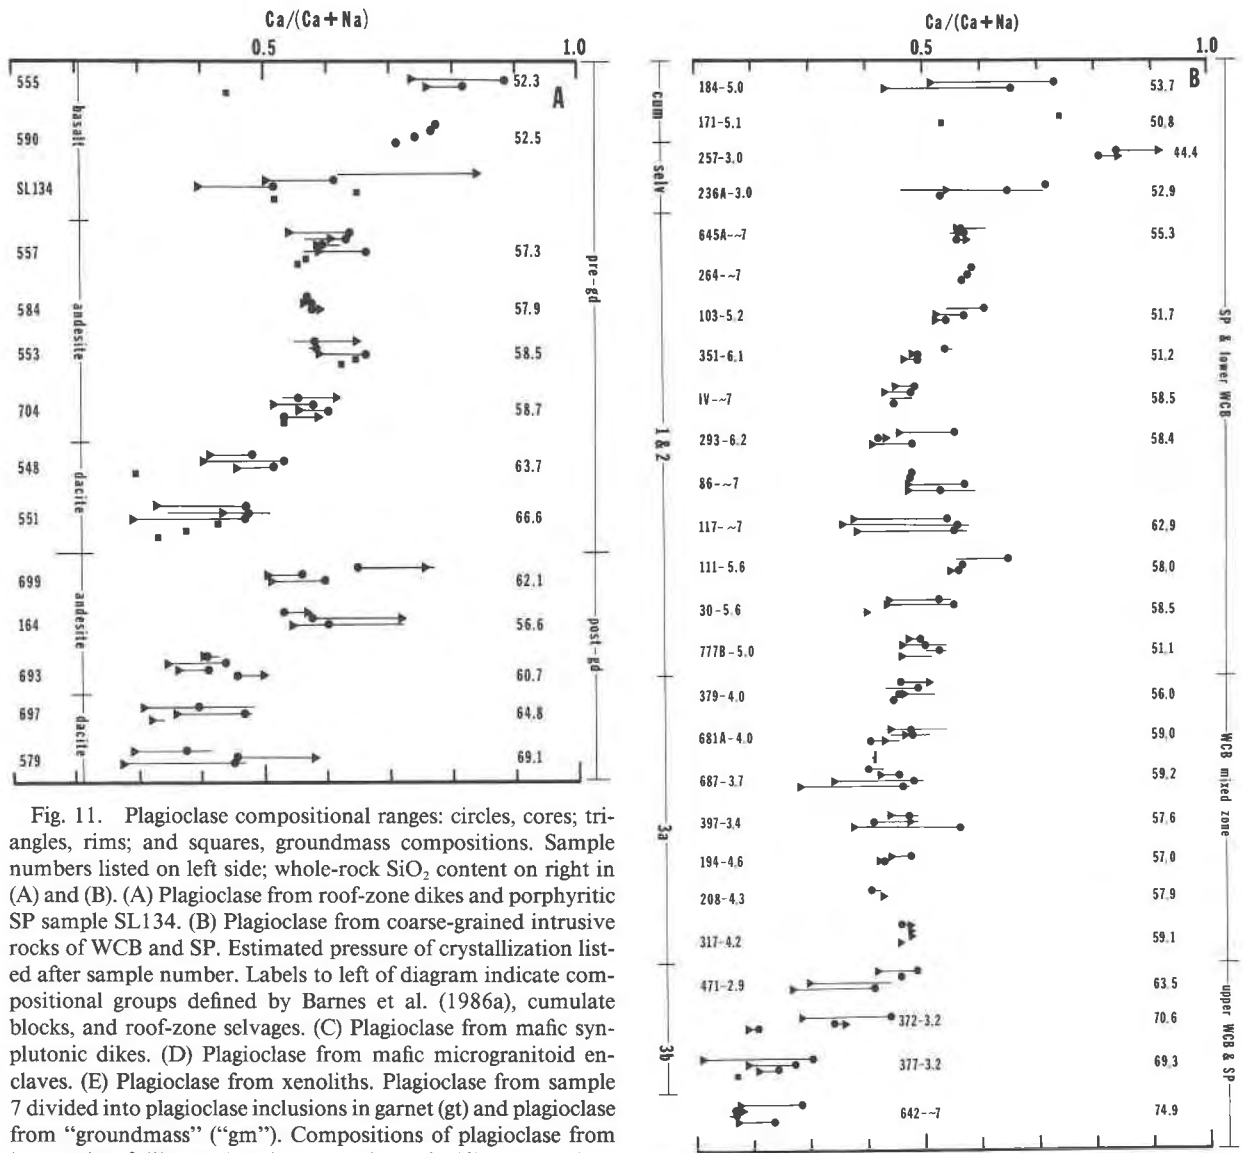 Ca/(Ca+Na)
0.5
1.0
A
555 52.3
590 52.5
SL134
557 57.3
584 57.9
553 58.5
704 58.7
548 63.7
551 66.6
699 62.1
164 56.6
693 60.7
697 64.8
579 69.1
basalt
andesite
dacite
andesite
dacite
pre-gd
post-gd
Fig. 11. Plagioclase compositional ranges: circles, cores; tri-
angles, rims; and squares, groundmass compositions. Sample
numbers listed on left side; whole-rock SiO₂ content on right in
(A) and (B). (A) Plagioclase from roof-zone dikes and porphyritic
SP sample SL134. (B) Plagioclase from coarse-grained intrusive
rocks of WCB and SP. Estimated pressure of crystallization list-
ed after sample number. Labels to left of diagram indicate com-
positional groups defined by Barnes et al. (1986a), cumulate
blocks, and roof-zone selvages. (C) Plagioclase from mafic syn-
plutonic dikes. (D) Plagioclase from mafic microgranitoid en-
claves. (E) Plagioclase from xenoliths. Plagioclase from sample
7 divided into plagioclase inclusions in garnet (gt) and plagioclase
from “groundmass” (“gm”). Compositions of plagioclase from
Ca/(Ca+Na)
0.5
1.0
B
184-5.0 53.7
171-5.1 50.8
257-3.0 44.4
236A-3.0 52.9
645A-~7 55.3
264-~7
103-5.2 51.7
351-6.1 51.2
IV-~7 58.5
293-6.2 58.4
86-~7
117-~7 62.9
111-5.6 58.0
30-5.6 58.5
777B-5.0 51.1
379-4.0 56.0
681A-4.0 59.0
687-3.7 59.2
397-3.4 57.6
194-4.6 57.0
208-4.3 57.9
317-4.2 59.1
471-2.9 63.5
372-3.2 70.6
377-3.2 69.3
642-~7 74.9
cum
selv
1 & 2
3a
3b
SP & lower WCB
WCB mixed zone
upper WCB & SP